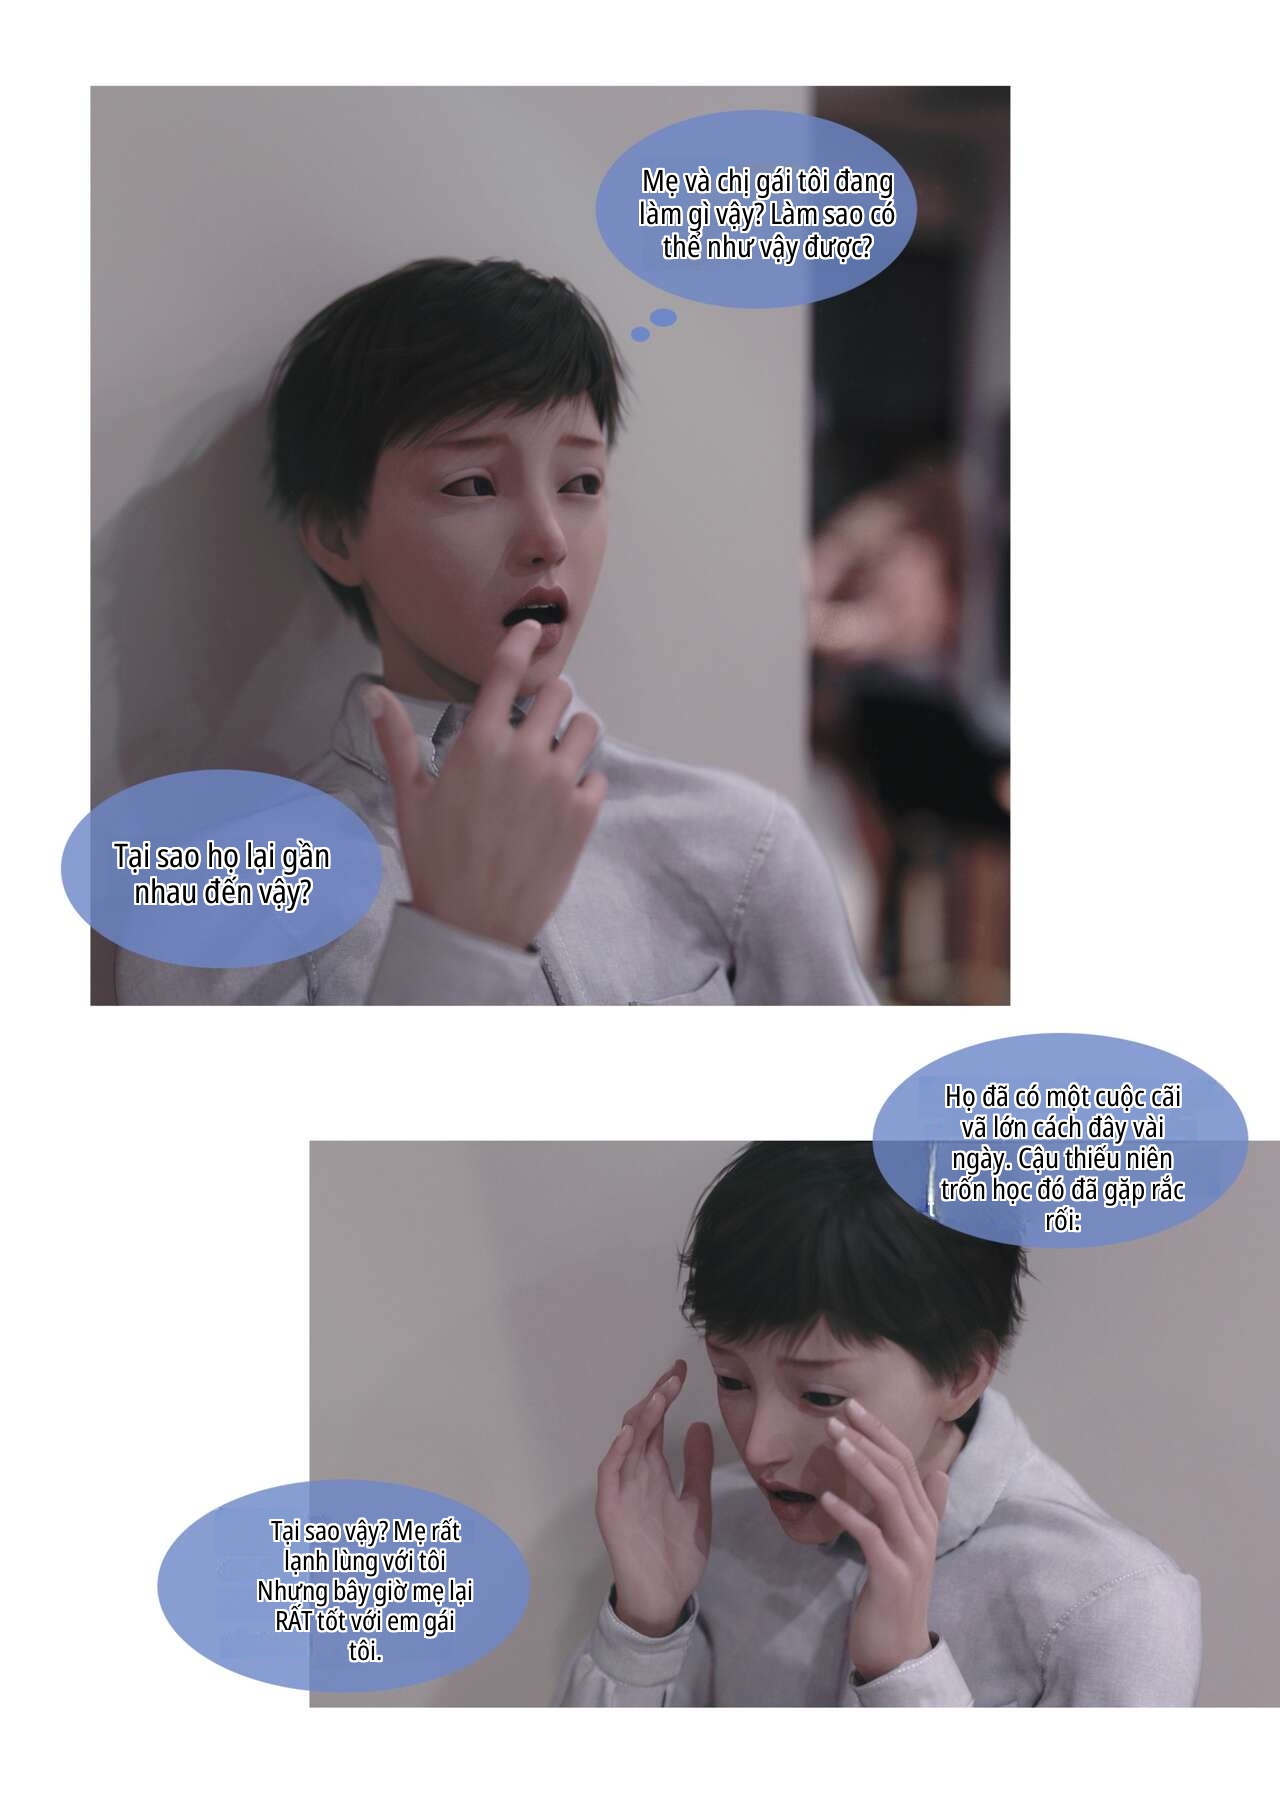 Mẹ và chị gái tôi đang
làm gì vậy? Làm sao có
thể như vậy được?
Tại sao họ lại gần
nhau đến vậy?
Họ đã có một cuộc cãi
vã lớn cách đây vài
ngày. Cậu thiếu niên
trốn học đó đã gặp rắc
rối:
Tại sao vậy? Mẹ rất
lạnh lùng với tôi
Nhưng bây giờ mẹ lại
RẤT tốt với em gái
tôi.